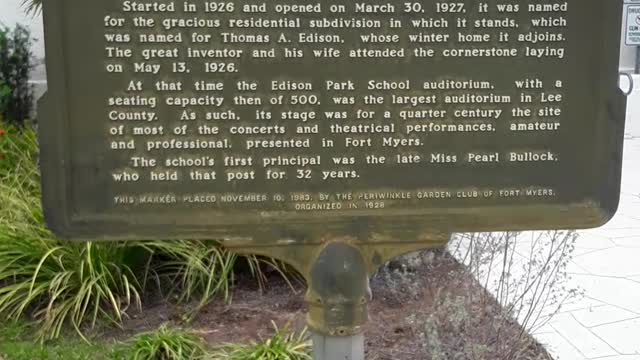 Started in 1926 and opened on March 30, 1927, it was named
for the gracious residential subdivision in which it stands, which
was named for Thomas A. Edison, whose winter home it adjoins.
The great inventor and his wife attended the cornerstone laying
on May 13, 1926.
At that time the Edison Park School auditorium, with a
seating capacity then of 500, was the largest auditorium in Lee
County. As such, its stage was for a quarter century the site
of most of the concerts and theatrical performances, amateur
and professional, presented in Fort Myers.
The school's first principal was the late Miss Pearl Bullock,
who held that post for 32 years.
THIS MARKER PLACED NOVEMBER 10, 1983, BY THE PERIWINKLE GARDEN CLUB OF FORT MYERS,
ORGANIZED IN 1928